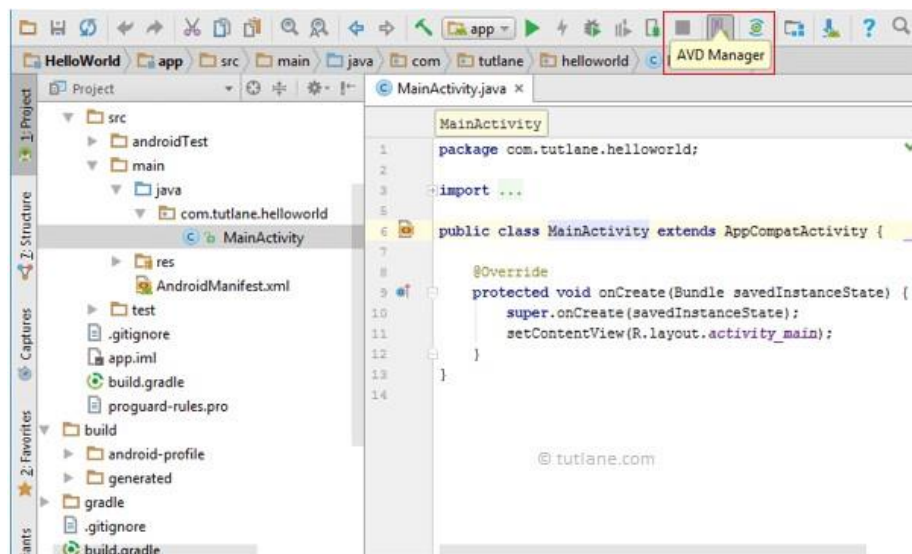 app
HelloWorld app src main java com tutlane helloworld
AVD Manager
1: Project
Z: Structure
Captures
2: Favorites
Project
src
androidTest
main
java
com.tutlane.helloworld
MainActivity
res
AndroidManifest.xml
test
.gitignore
app.iml
build.gradle
proguard-rules.pro
build
android-profile
generated
gradle
.gitignore
build.gradle
MainActivity.java ×
MainActivity
1 package com.tutlane.helloworld;
2
3 import ...
5
6 public class MainActivity extends AppCompatActivity {
7
8 @Override
9 protected void onCreate(Bundle savedInstanceState) {
10 super.onCreate(savedInstanceState);
11 setContentView(R.layout.activity_main);
12 }
13 }
14
© tutlane.com